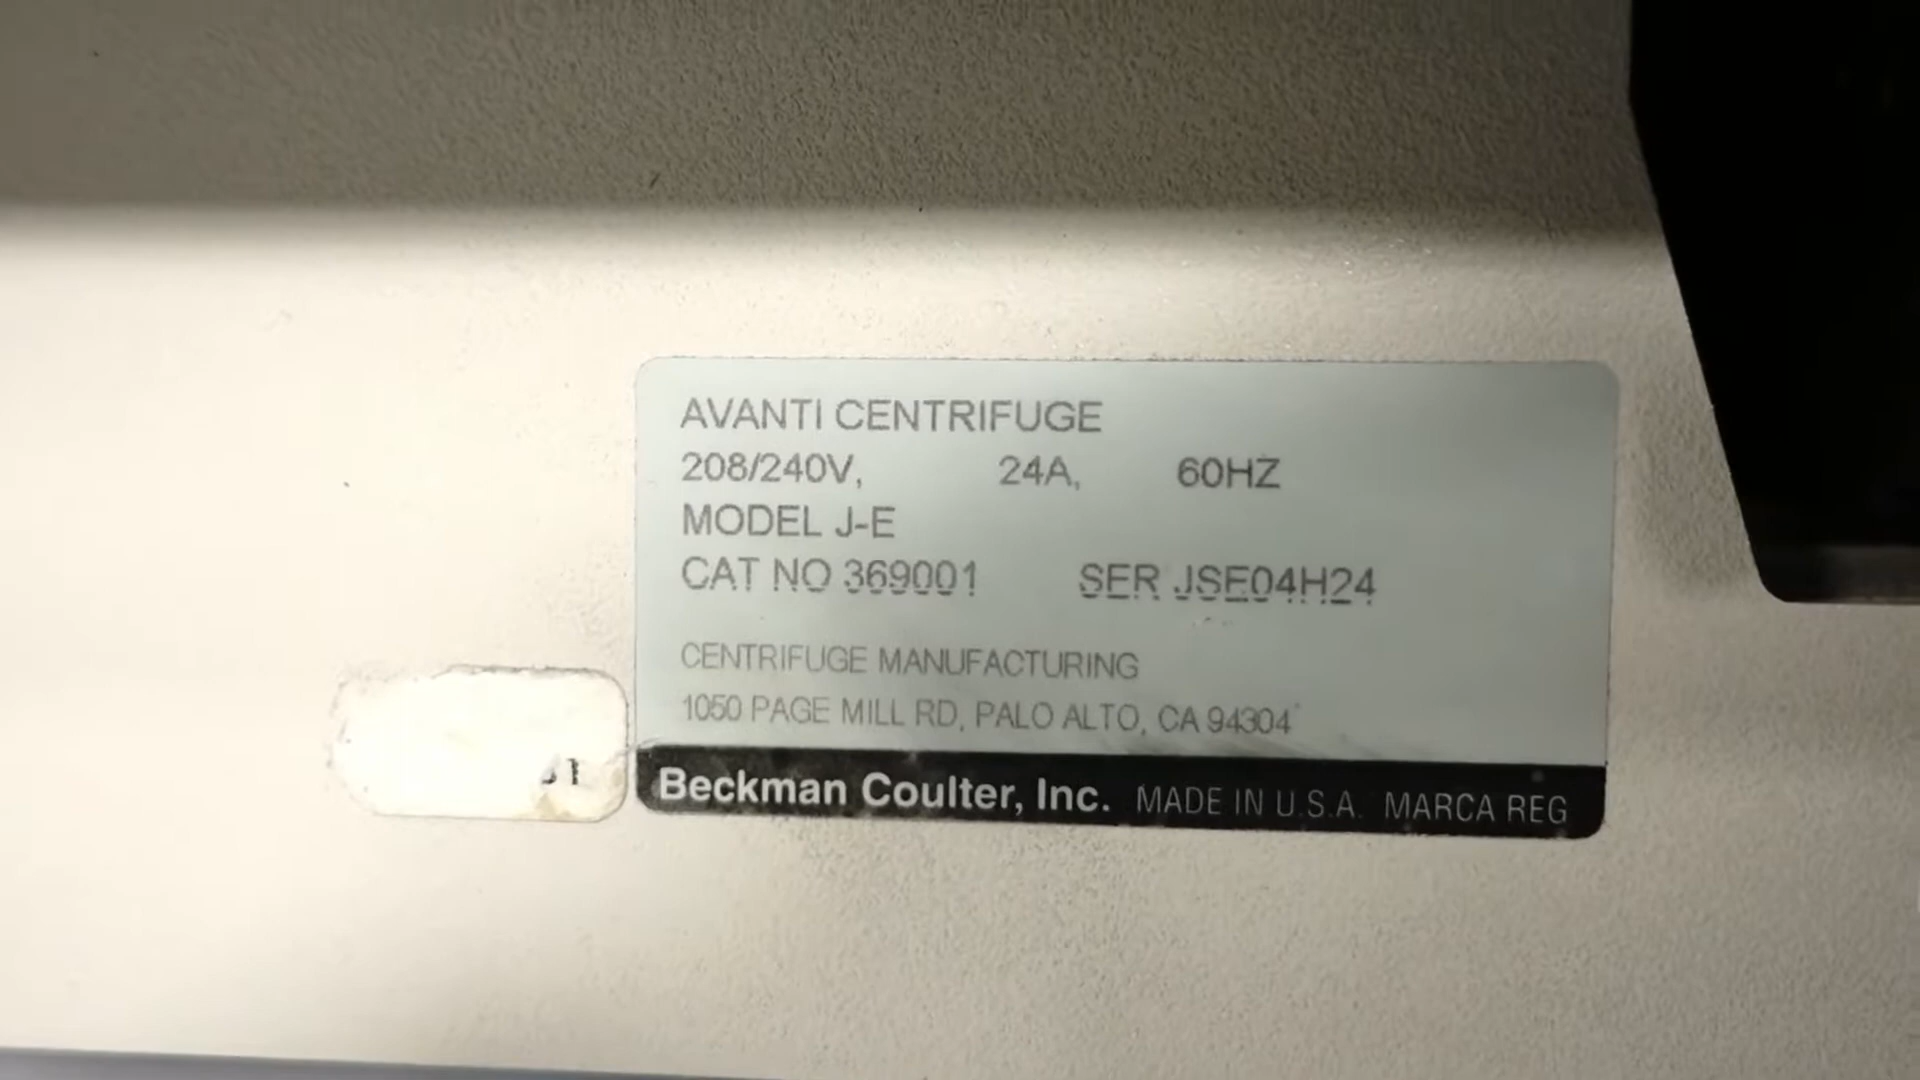 AVANTI CENTRIFUGE
208/240V, 24A, 60HZ
MODEL J-E
CAT NO 369001 SER JSE04H24
CENTRIFUGE MANUFACTURING
1050 PAGE MILL RD, PALO ALTO, CA 94304
Beckman Coulter, Inc. MADE IN U.S.A. MARCA REG